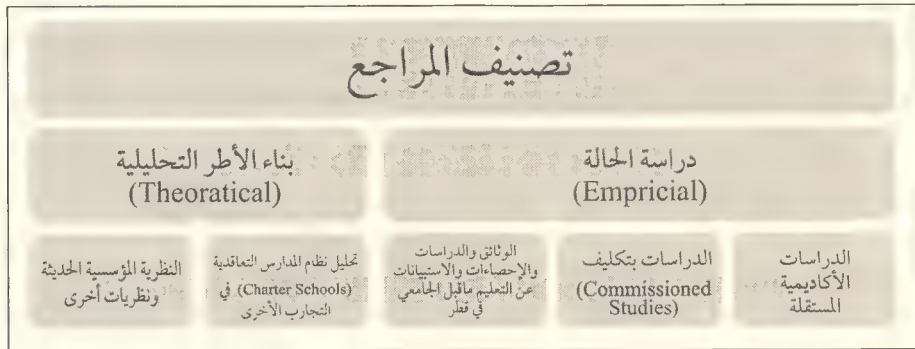 تصنيف المراجع
دراسة الحالة
(Empricial)
بناء الأطر التحليلية
(Theoratical)
الدراسات
الأكاديمية
المستقلة
الدراسات بتكليف
(Commissioned
Studies)
الوثائق والدراسات
والإحصاءات والاستبيانات
عن التعليم ماقبل الجامعي
في قطر
تحليل نظام المدارس التعاقدية
(Charter Schools) في
التجارب الأخرى
النظرية المؤسسية الحديثة
ونظريات أخرى